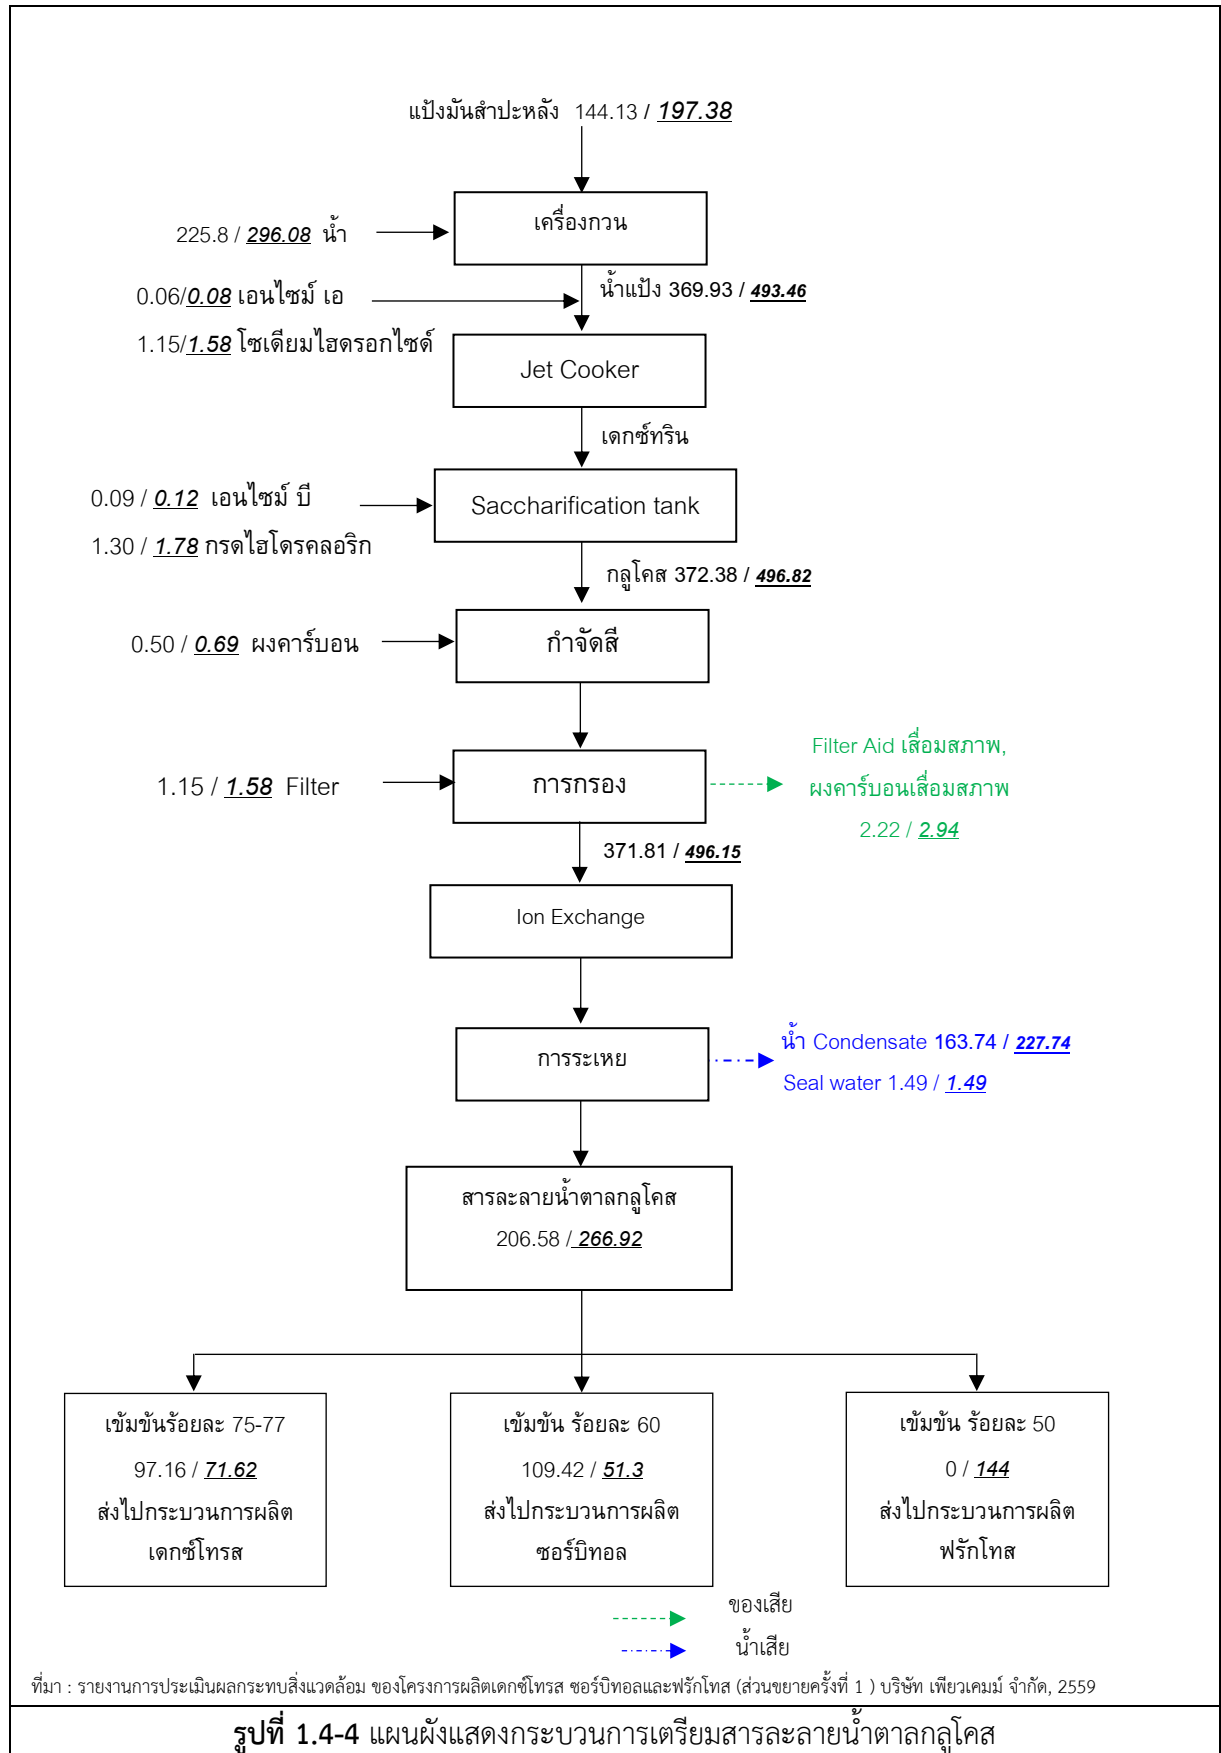 แป้งมันสำปะหลัง 144.13 / 197.38
เครื่องกวน
225.8 / 296.08 น้ำ
น้ำแป้ง 369.93 / 493.46
0.06/0.08 เอนไซม์ เอ
1.15/1.58 โซเดียมไฮดรอกไซด์
Jet Cooker
เดกซ์ทริน
0.09 / 0.12 เอนไซม์ บี
Saccharification tank
1.30 / 1.78 กรดไฮโดรคลอริก
กลูโคส 372.38 / 496.82
0.50 / 0.69 ผงคาร์บอน
กำจัดสี
Filter Aid เสื่อมสภาพ,
ผงคาร์บอนเสื่อมสภาพ
2.22 / 2.94
1.15 / 1.58 Filter
การกรอง
371.81 / 496.15
Ion Exchange
การระเหย
น้ำ Condensate 163.74 / 227.74
Seal water 1.49 / 1.49
สารละลายน้ำตาลกลูโคส
206.58 / 266.92
เข้มข้นร้อยละ 75-77
97.16 / 71.62
ส่งไปกระบวนการผลิต
เดกซ์โทรส
เข้มข้น ร้อยละ 60
109.42 / 51.3
ส่งไปกระบวนการผลิต
ซอร์บิทอล
เข้มข้น ร้อยละ 50
0 / 144
ส่งไปกระบวนการผลิต
ฟรักโทส
ของเสีย
น้ำเสีย
ที่มา : รายงานการประเมินผลกระทบสิ่งแวดล้อม ของโครงการผลิตเดกซ์โทรส ซอร์บิทอลและฟรักโทส (ส่วนขยายครั้งที่ 1 ) บริษัท เพียวเคมม์ จำกัด, 2559
รูปที่ 1.4-4 แผนผังแสดงกระบวนการเตรียมสารละลายน้ำตาลกลูโคส